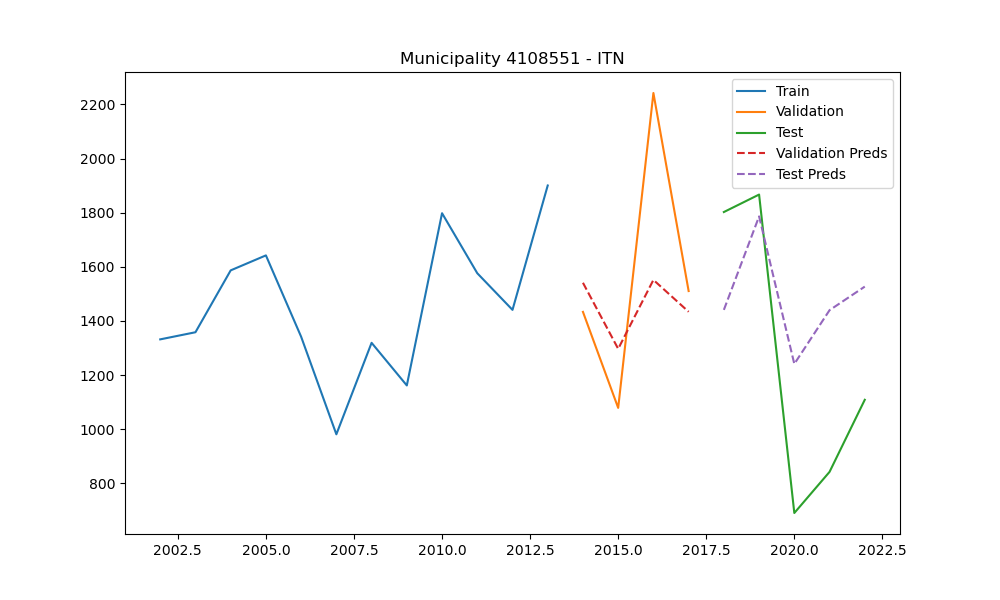 Municipality 4108551 - ITN
Train
Validation
Test
Validation Preds
Test Preds
2200
2000
1800
1600
1400
1200
1000
800
2002.5 2005.0 2007.5 2010.0 2012.5 2015.0 2017.5 2020.0 2022.5